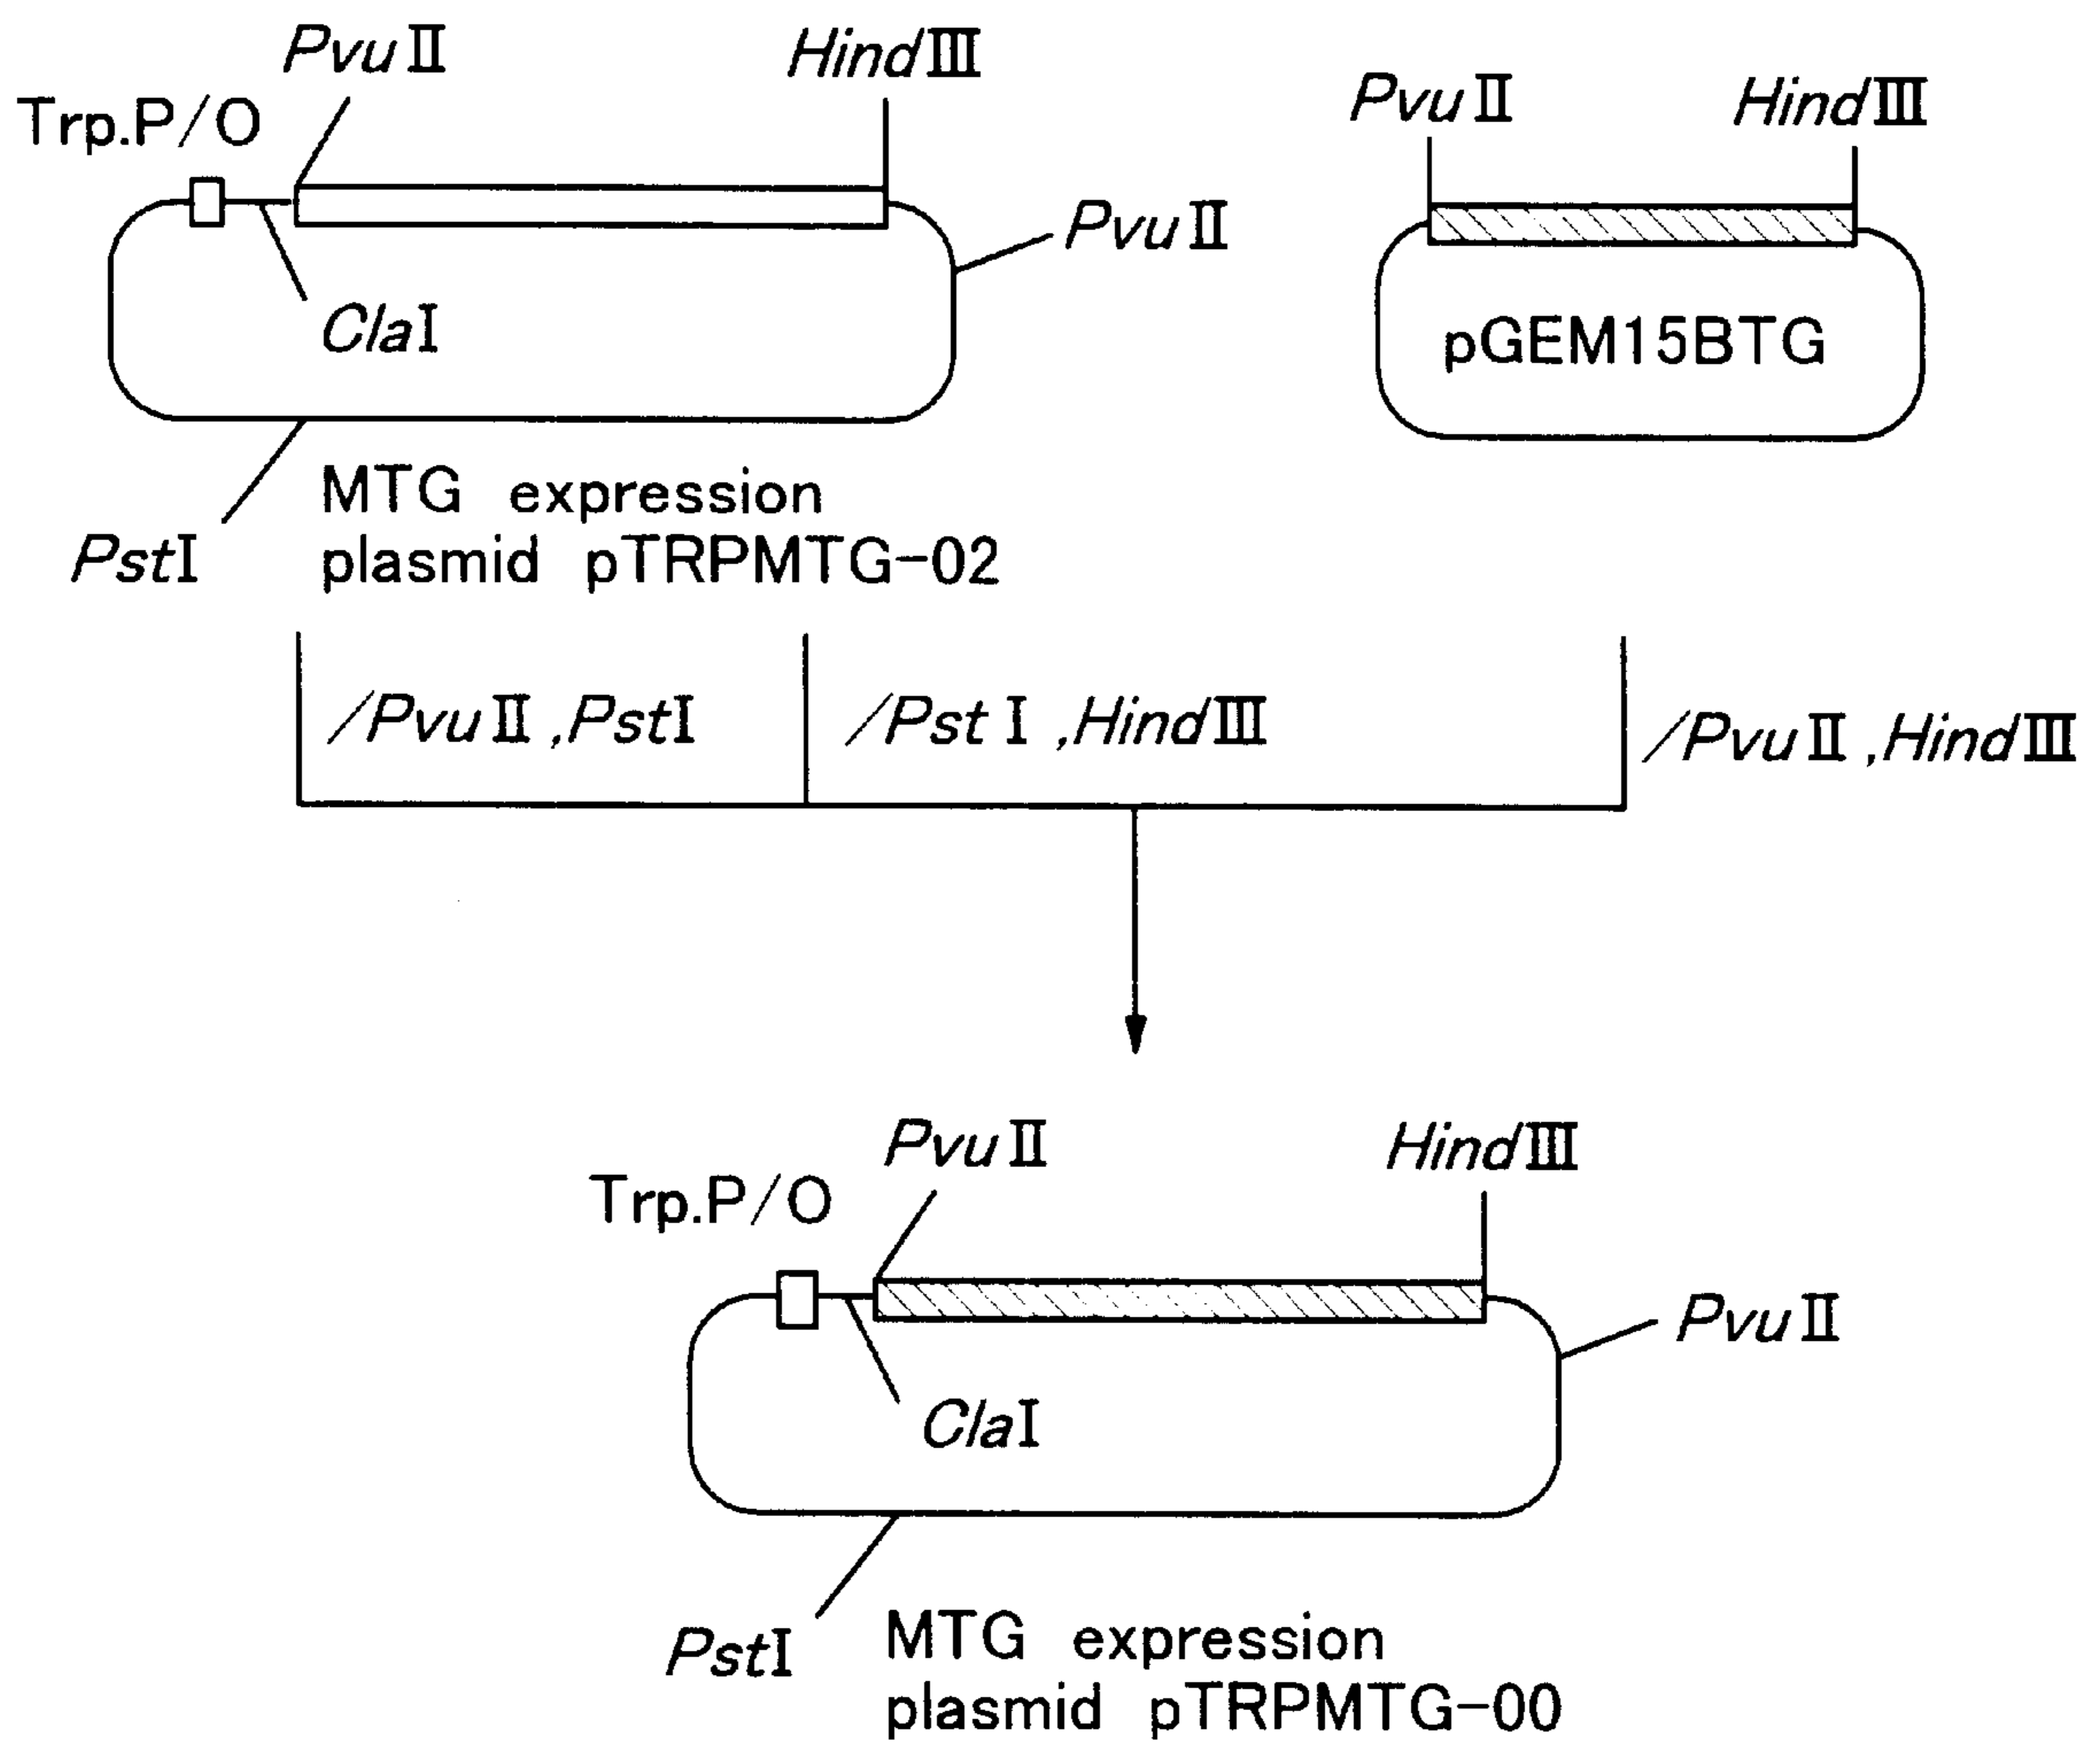 PvuⅡ
HindⅢ
Trp.P/O
PvuⅡ
ClaⅠ
PstⅠ
MTG expression
plasmid pTRPMTG-02
PvuⅡ
HindⅢ
pGEM15BTG
/PvuⅡ,PstⅠ
/PstⅠ,HindⅢ
/PvuⅡ,HindⅢ
PvuⅡ
HindⅢ
Trp.P/O
PvuⅡ
ClaⅠ
PstⅠ
MTG expression
plasmid pTRPMTG-00